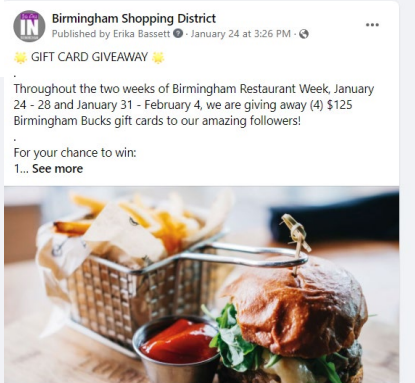 Birmingham Shopping District
Published by Erika Bassett · January 24 at 3:26 PM ·
🌟 GIFT CARD GIVEAWAY 🌟
.
Throughout the two weeks of Birmingham Restaurant Week, January
24 - 28 and January 31 - February 4, we are giving away (4) $125
Birmingham Bucks gift cards to our amazing followers!
.
For your chance to win:
1... See more
IN